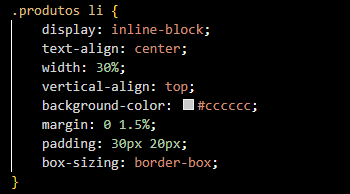 .produtos li {
display: inline-block;
text-align: center;
width: 30%;
vertical-align: top;
background-color: #cccccc;
margin: 0 1.5%;
padding: 30px 20px;
box-sizing: border-box;
}